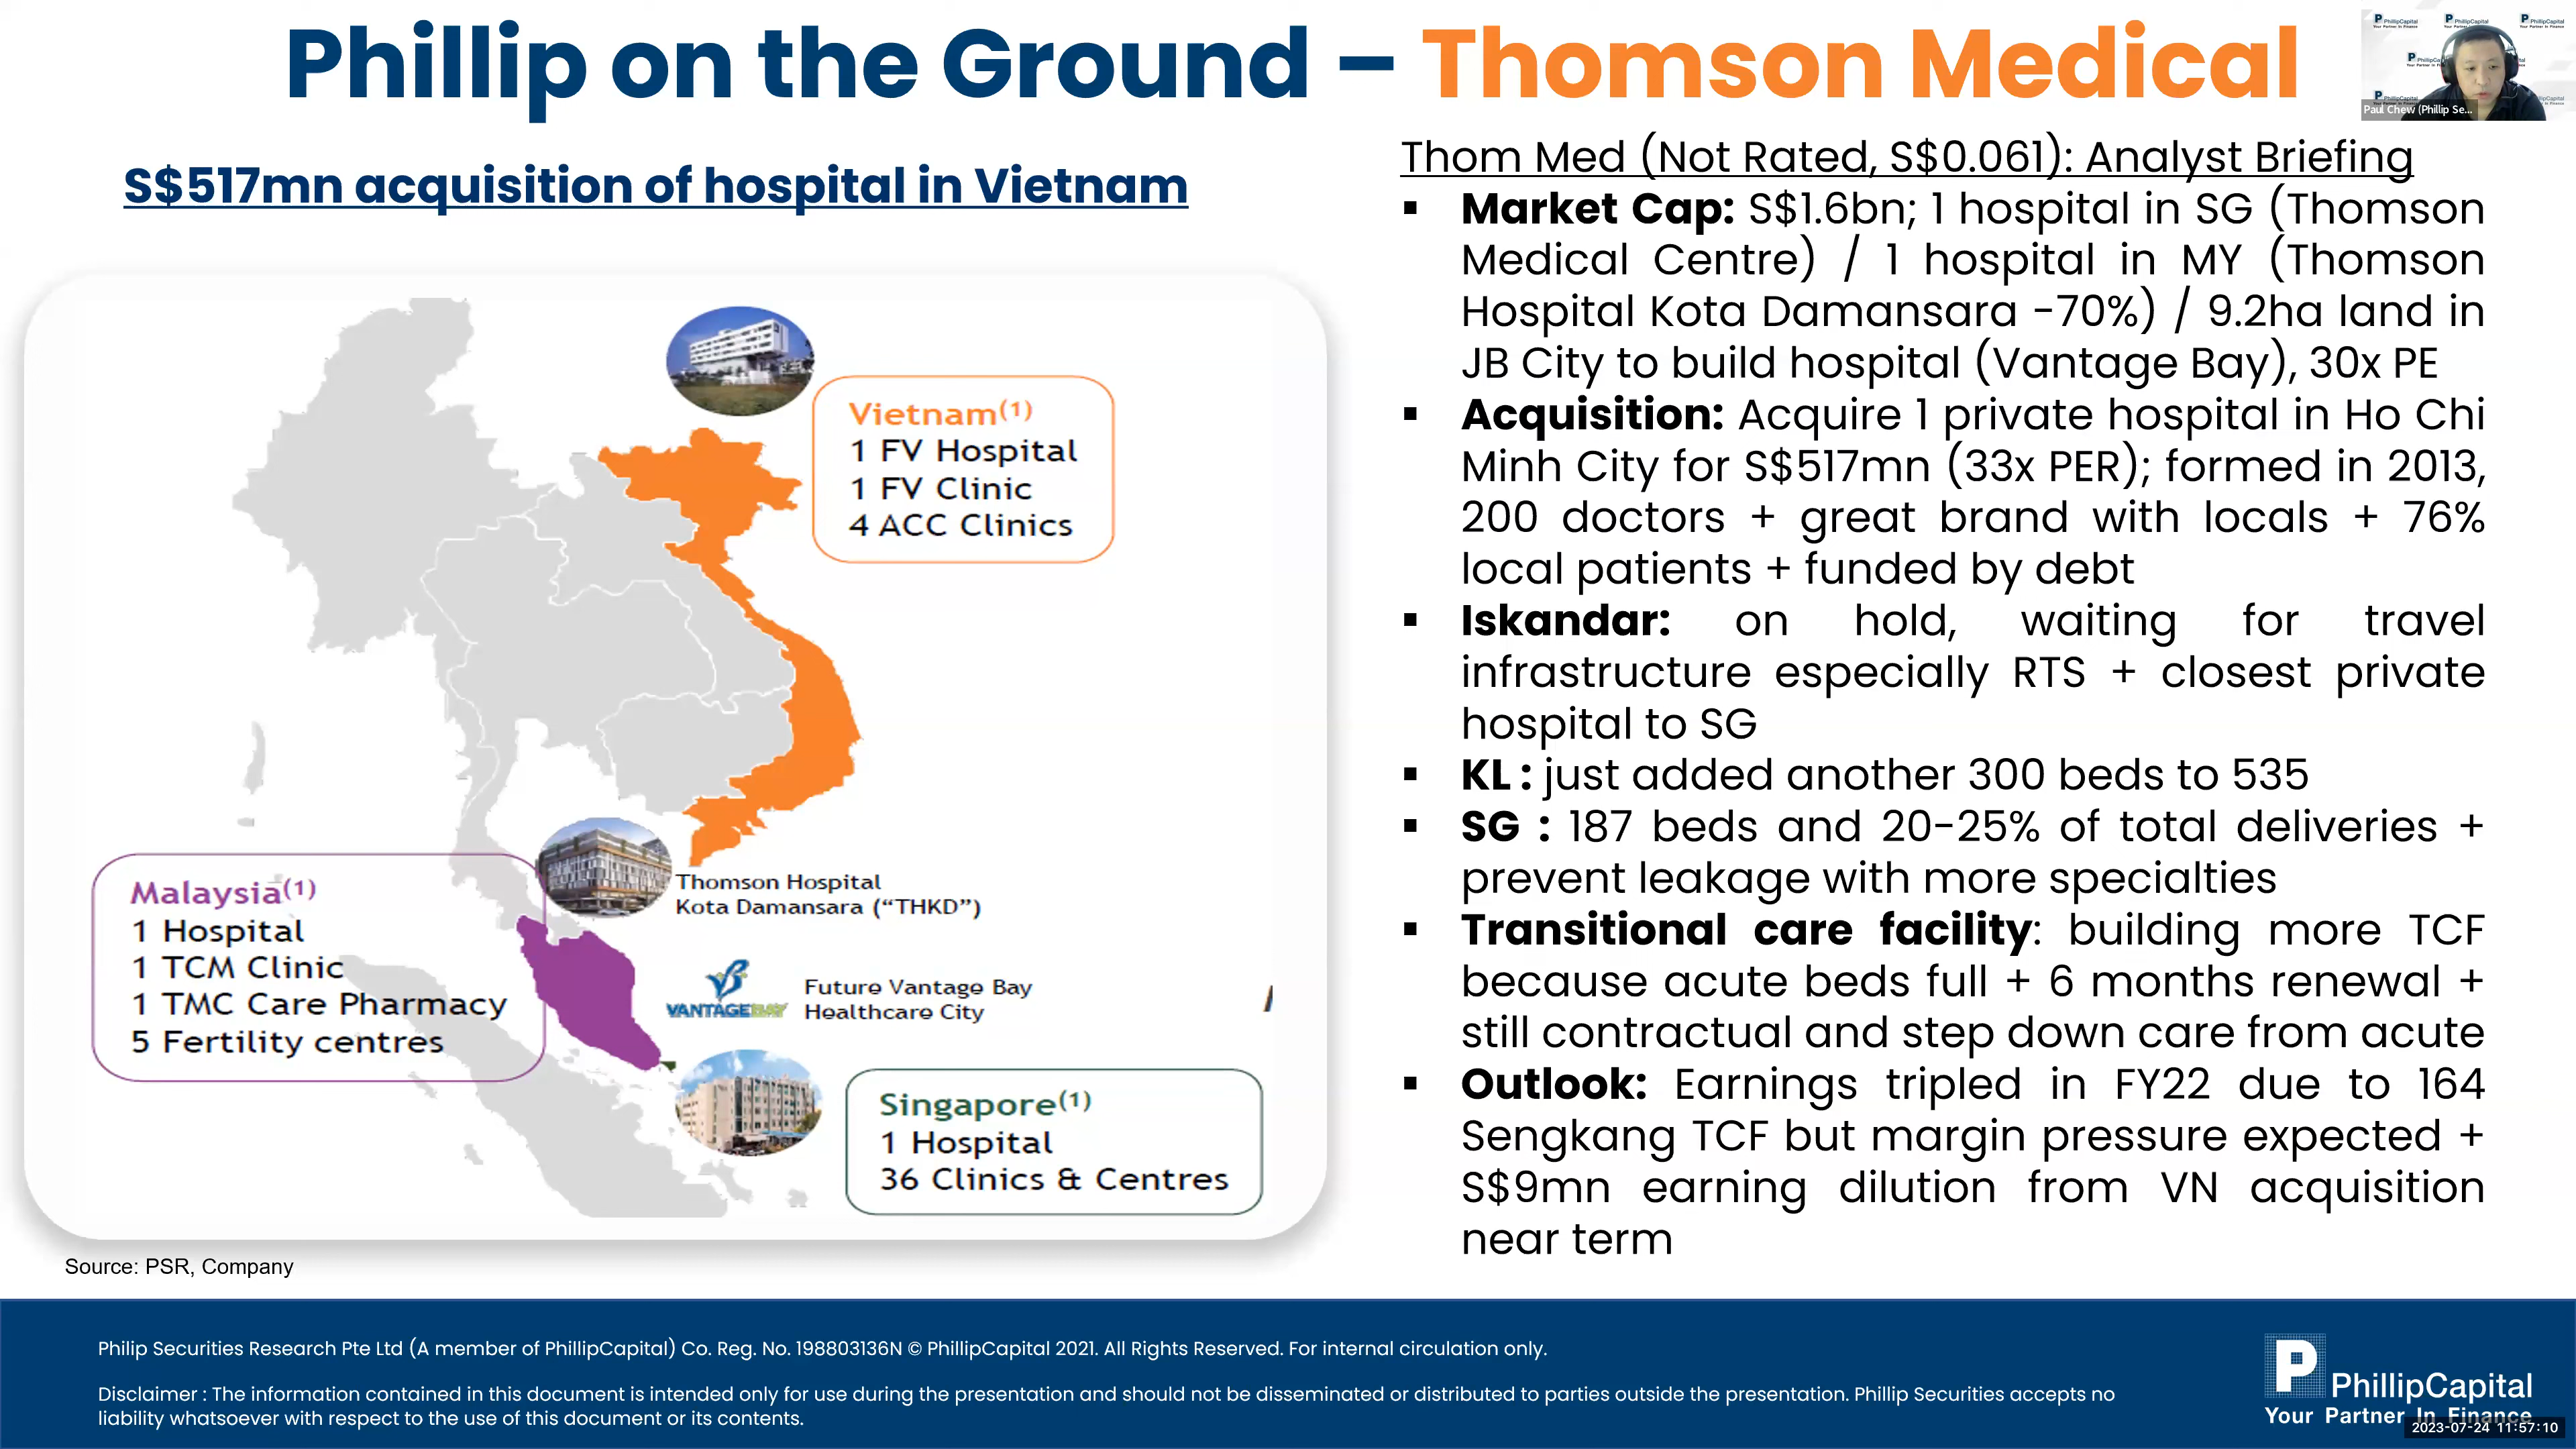 Phillip on the Ground – Thomson Medical
Paul Chew (Phillip Se...
S$517mn acquisition of hospital in Vietnam
Vietnam(1)
1 FV Hospital
1 FV Clinic
4 ACC Clinics
Thomson Hospital
Kota Damansara (“THKD”)
Malaysia(1)
1 Hospital
1 TCM Clinic
1 TMC Care Pharmacy
5 Fertility centres
VANTAGEBAY
Future Vantage Bay
Healthcare City
Singapore(1)
1 Hospital
36 Clinics & Centres
Source: PSR, Company
Thom Med (Not Rated, S$0.061): Analyst Briefing
▪ Market Cap: S$1.6bn; 1 hospital in SG (Thomson
Medical Centre) / 1 hospital in MY (Thomson
Hospital Kota Damansara -70%) / 9.2ha land in
JB City to build hospital (Vantage Bay), 30x PE
▪ Acquisition: Acquire 1 private hospital in Ho Chi
Minh City for S$517mn (33x PER); formed in 2013,
200 doctors + great brand with locals + 76%
local patients + funded by debt
▪ Iskandar: on hold, waiting for travel
infrastructure especially RTS + closest private
hospital to SG
▪ KL : just added another 300 beds to 535
▪ SG : 187 beds and 20-25% of total deliveries +
prevent leakage with more specialties
▪ Transitional care facility: building more TCF
because acute beds full + 6 months renewal +
still contractual and step down care from acute
▪ Outlook: Earnings tripled in FY22 due to 164
Sengkang TCF but margin pressure expected +
S$9mn earning dilution from VN acquisition
near term
Philip Securities Research Pte Ltd (A member of PhillipCapital) Co. Reg. No. 198803136N © PhillipCapital 2021. All Rights Reserved. For internal circulation only.
Disclaimer : The information contained in this document is intended only for use during the presentation and should not be disseminated or distributed to parties outside the presentation. Phillip Securities accepts no
liability whatsoever with respect to the use of this document or its contents.
PhillipCapital
Your Partner In Finance
2023-07-24 11:57:10